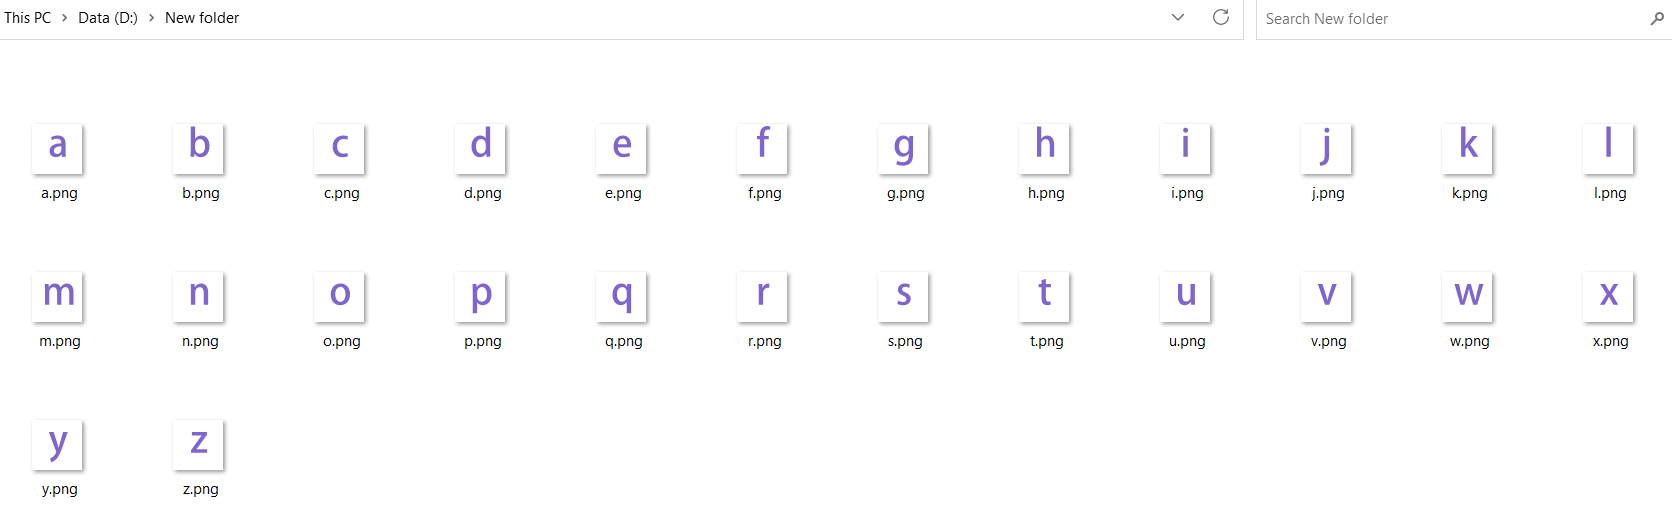 This PC > Data (D:) > New folder
Search New folder
a b c d e f g h i j k l
a.png b.png c.png d.png e.png f.png g.png h.png i.png j.png k.png l.png
m n o p q r s t u v w x
m.png n.png o.png p.png q.png r.png s.png t.png u.png v.png w.png x.png
y z
y.png z.png